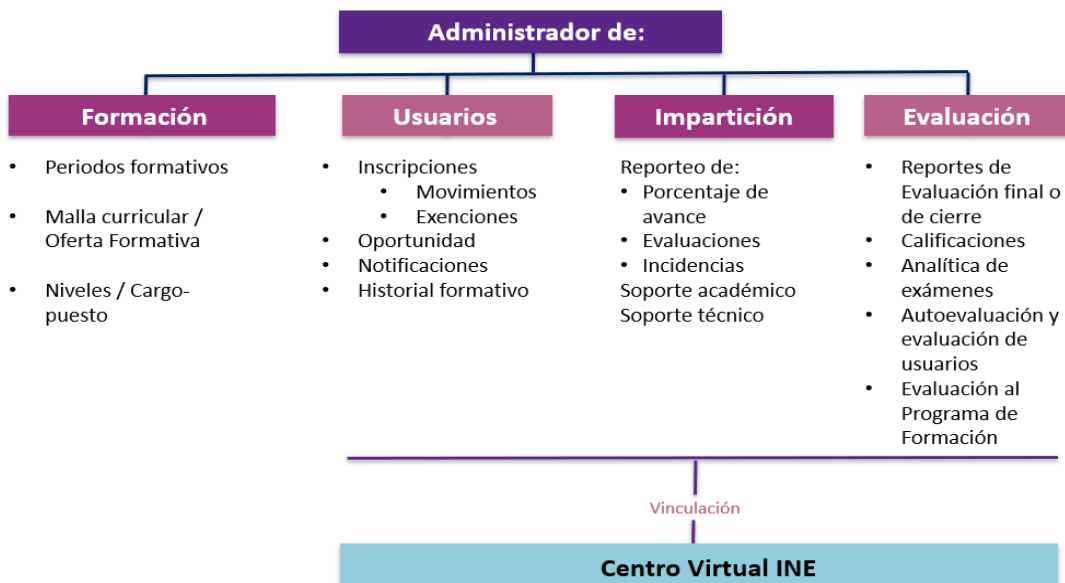 Administrador de:
Formación
• Periodos formativos
• Malla curricular /
Oferta Formativa
• Niveles / Cargo-
puesto
Usuarios
• Inscripciones
• Movimientos
• Exenciones
• Oportunidad
• Notificaciones
• Historial formativo
Impartición
Reporteo de:
• Porcentaje de
avance
• Evaluaciones
• Incidencias
Soporte académico
Soporte técnico
Evaluación
• Reportes de
Evaluación final o
de cierre
• Calificaciones
• Analítica de
exámenes
• Autoevaluación y
evaluación de
usuarios
• Evaluación al
Programa de
Formación
Vinculación
Centro Virtual INE